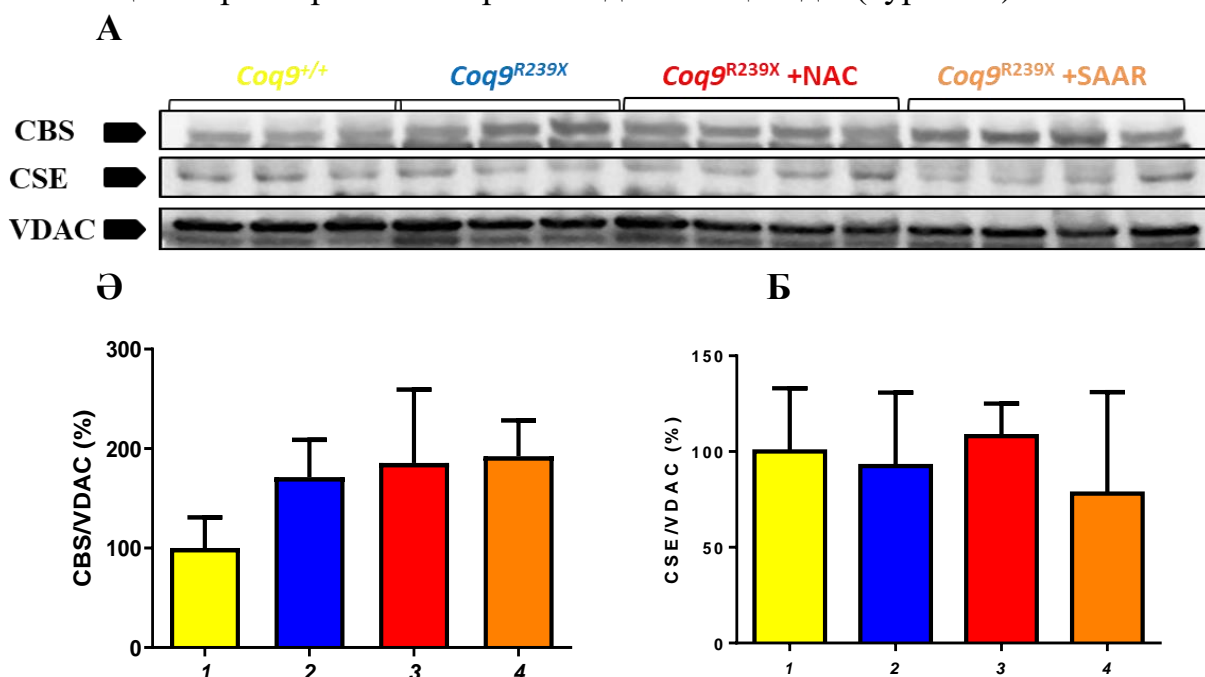 А
Coq9+/+ Coq9R239X Coq9R239X +NAC Coq9R239X +SAAR
CBS
CSE
VDAC
Ә
Б
300
200
100
0
CBS/VDAC (%)
1 2 3 4
150
100
50
0
CSE/VDAC (%)
1 2 3 4